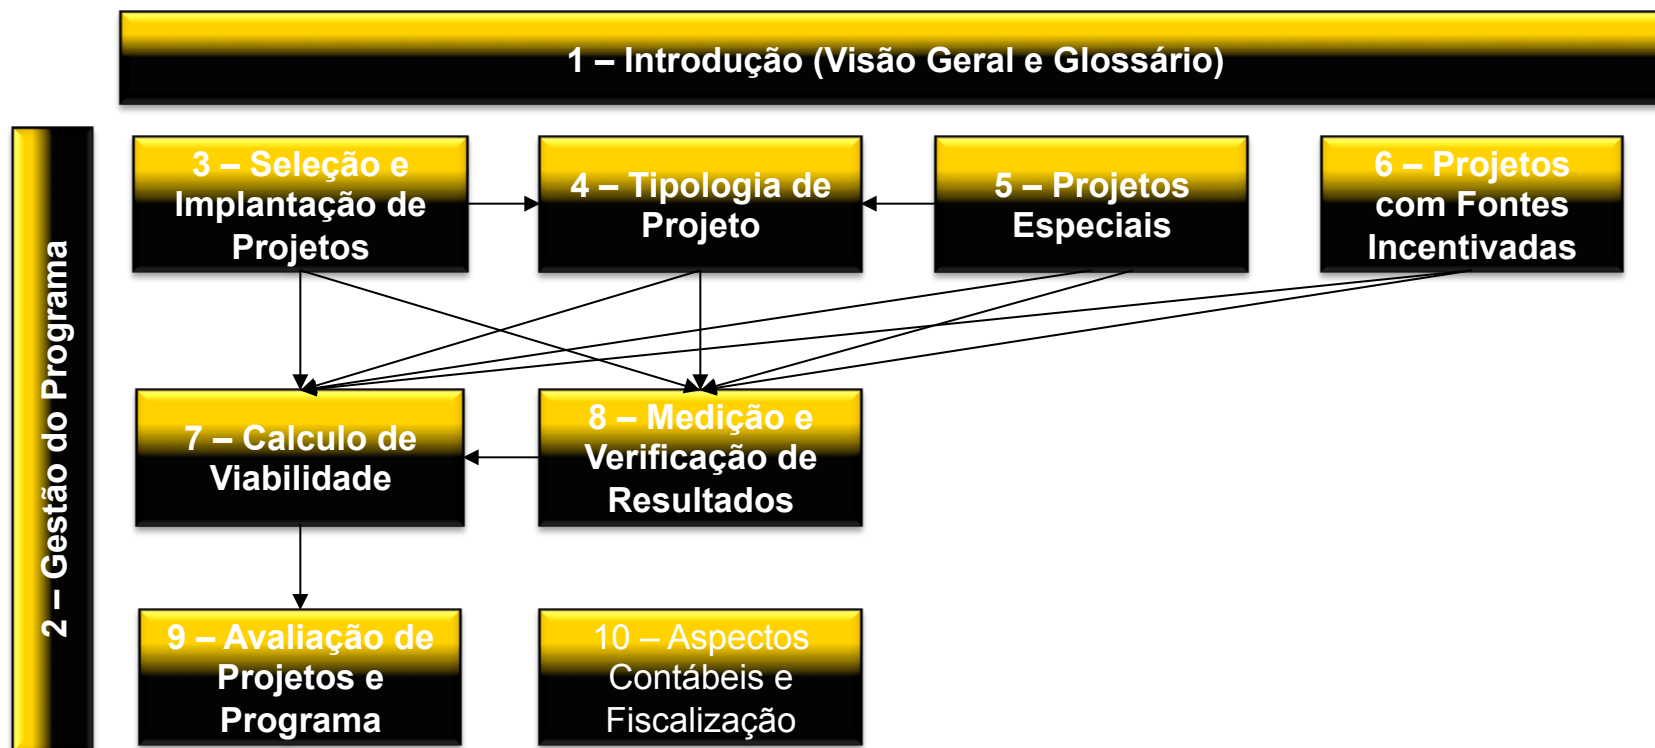 1 – Introdução (Visão Geral e Glossário)
2 – Gestão do Programa
3 – Seleção e
Implantação de
Projetos
4 – Tipologia de
Projeto
5 – Projetos
Especiais
6 – Projetos
com Fontes
Incentivadas
7 – Calculo de
Viabilidade
8 – Medição e
Verificação de
Resultados
9 – Avaliação de
Projetos e
Programa
10 – Aspectos
Contábeis e
Fiscalização